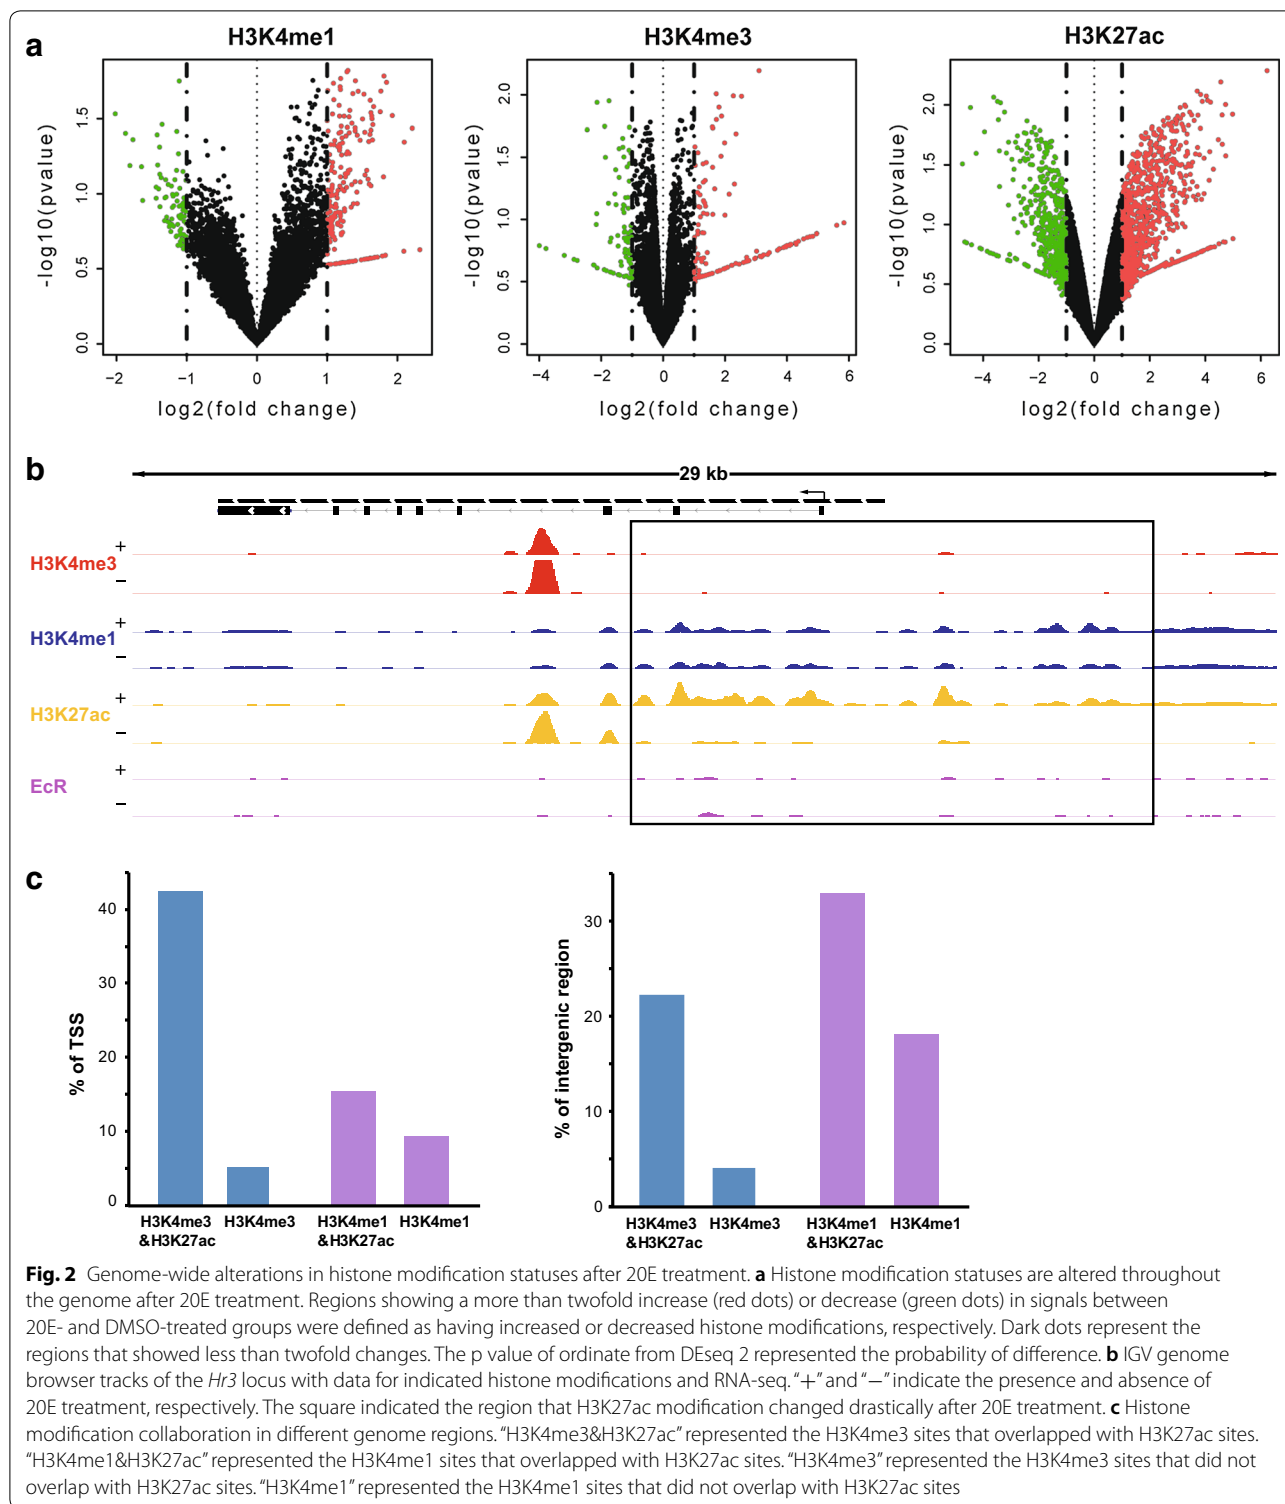 a
H3K4me1
H3K4me3
H3K27ac
-log10(pvalue)
0.0
0.5
1.0
1.5
−2
−1
0
1
2
log2(fold change)
-log10(pvalue)
0.0
0.5
1.0
1.5
2.0
−4
−2
0
2
4
6
log2(fold change)
-log10(pvalue)
0.0
0.5
1.0
1.5
2.0
−4
−2
0
2
4
6
log2(fold change)
b
29 kb
H3K4me3
+
−
H3K4me1
+
−
H3K27ac
+
−
EcR
+
−
c
% of TSS
40
30
20
10
0
H3K4me3
&H3K27ac
H3K4me3
H3K4me1
&H3K27ac
H3K4me1
% of intergenic region
30
20
10
0
H3K4me3
&H3K27ac
H3K4me3
H3K4me1
&H3K27ac
H3K4me1
Fig. 2 Genome-wide alterations in histone modification statuses after 20E treatment. a Histone modification statuses are altered throughout
the genome after 20E treatment. Regions showing a more than twofold increase (red dots) or decrease (green dots) in signals between
20E- and DMSO-treated groups were defined as having increased or decreased histone modifications, respectively. Dark dots represent the
regions that showed less than twofold changes. The p value of ordinate from DEseq 2 represented the probability of difference. b IGV genome
browser tracks of the Hr3 locus with data for indicated histone modifications and RNA-seq. “+” and “−” indicate the presence and absence of
20E treatment, respectively. The square indicated the region that H3K27ac modification changed drastically after 20E treatment. c Histone
modification collaboration in different genome regions. “H3K4me3&H3K27ac” represented the H3K4me3 sites that overlapped with H3K27ac sites.
“H3K4me1&H3K27ac” represented the H3K4me1 sites that overlapped with H3K27ac sites. “H3K4me3” represented the H3K4me3 sites that did not
overlap with H3K27ac sites. “H3K4me1” represented the H3K4me1 sites that did not overlap with H3K27ac sites